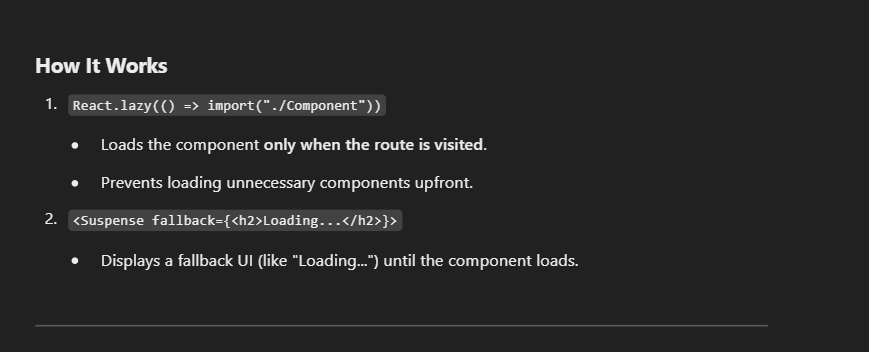 How It Works
1. React.lazy(() => import("./Component"))
• Loads the component only when the route is visited.
• Prevents loading unnecessary components upfront.
2. <Suspense fallback={<h2>Loading...</h2>}>
• Displays a fallback UI (like "Loading...") until the component loads.